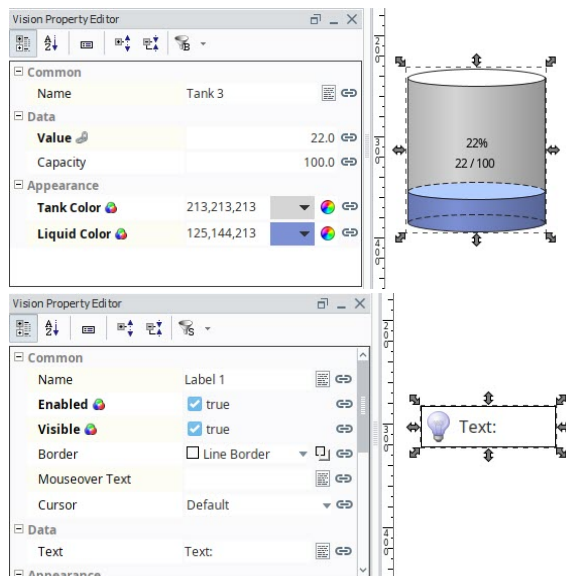 Vision Property Editor
Common
Name Tank 3
Data
Value 22.0
Capacity 100.0
Appearance
Tank Color 213,213,213
Liquid Color 125,144,213
22%
22 / 100
Vision Property Editor
Common
Name Label 1
Enabled true
Visible true
Border Line Border
Mouseover Text
Cursor Default
Data
Text Text:
Appearance
Text: